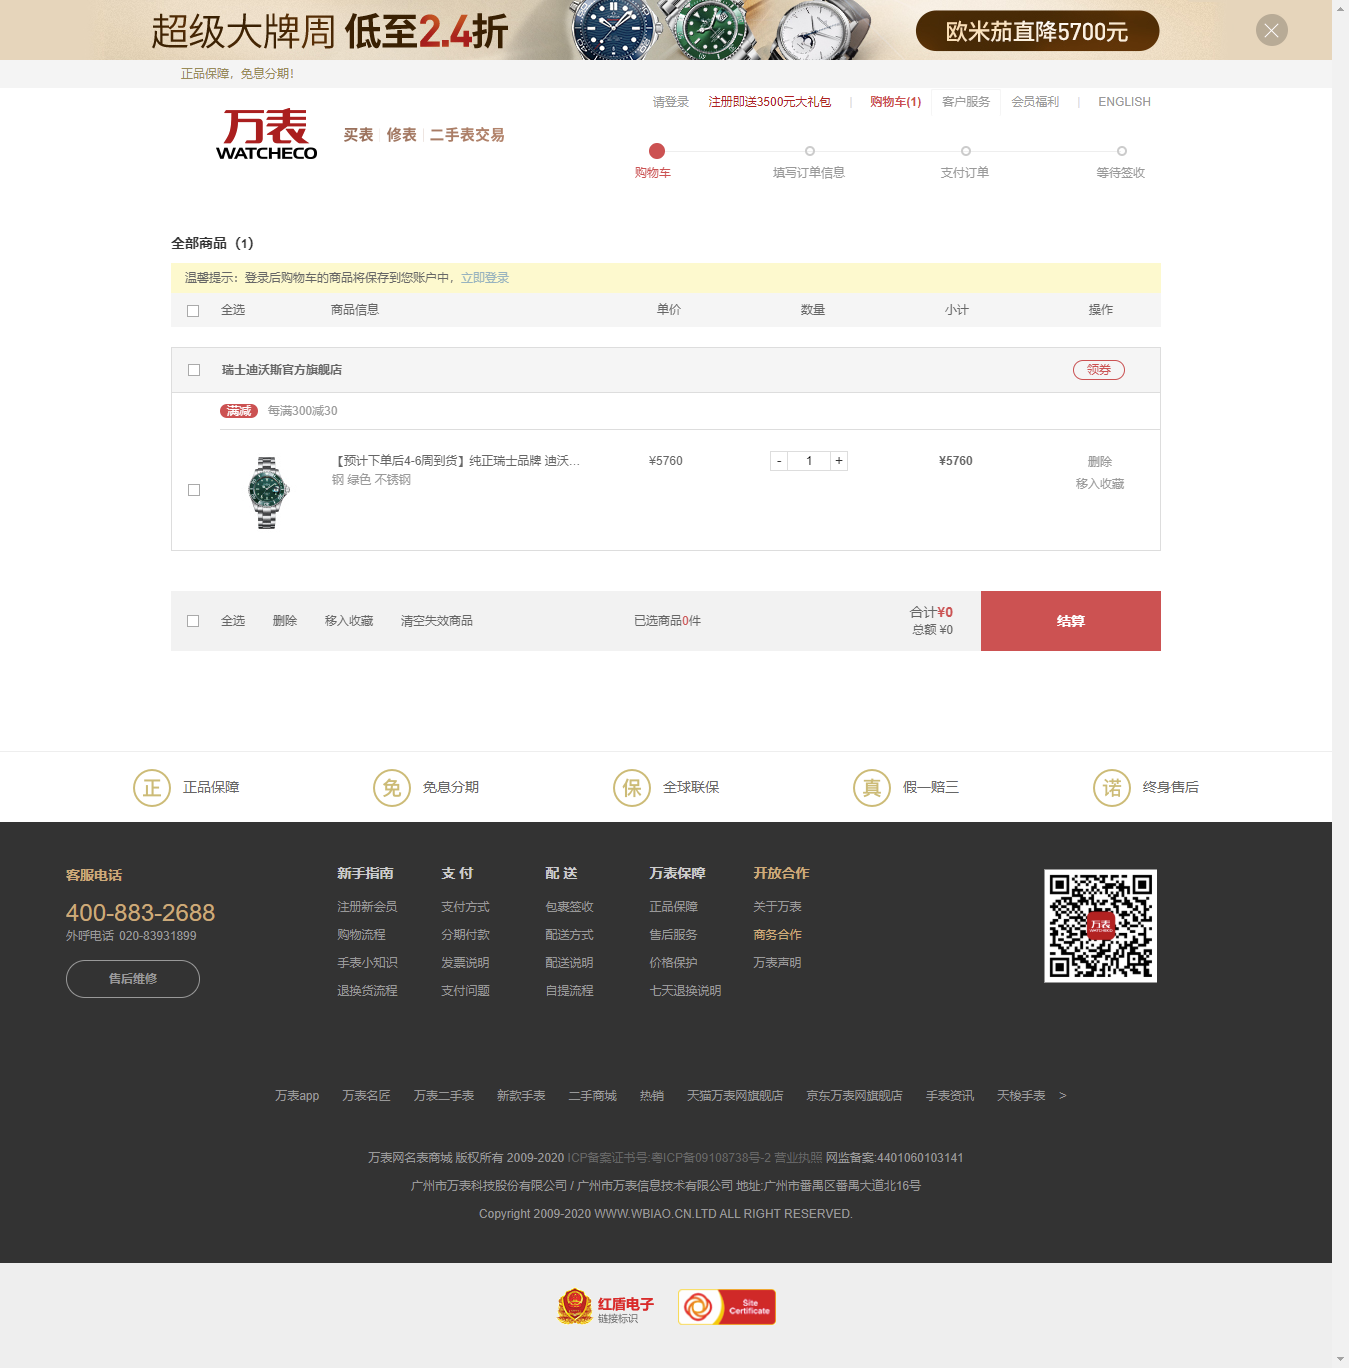 超级大牌周 低至2.4折
欧米茄直降5700元
正品保障，免息分期！
请登录 注册即送3500元大礼包 | 购物车(1) 客户服务 会员福利 | ENGLISH
万表
WATCHECO
买表 修表 二手表交易
购物车 填写订单信息 支付订单 等待签收
全部商品（1）
温馨提示：登录后购物车的商品将保存到您账户中，立即登录
全选 商品信息 单价 数量 小计 操作
瑞士迪沃斯官方旗舰店 领券
满减 每满300减30
【预计下单后4-6周到货】纯正瑞士品牌 迪沃... ¥5760 - 1 + ¥5760 删除
钢 绿色 不锈钢 移入收藏
全选 删除 移入收藏 清空失效商品 已选商品0件 合计¥0 结算
总额 ¥0
正 正品保障 免 免息分期 保 全球联保 真 假一赔三 诺 终身售后
客服电话
400-883-2688
外呼电话 020-83931899
售后维修
新手指南
注册新会员
购物流程
手表小知识
退换货流程
支 付
支付方式
分期付款
发票说明
支付问题
配 送
包裹签收
配送方式
配送说明
自提流程
万表保障
正品保障
售后服务
价格保护
七天退换说明
开放合作
关于万表
商务合作
万表声明
万表
WATCHECO
万表app 万表名匠 万表二手表 新款手表 二手商城 热销 天猫万表网旗舰店 京东万表网旗舰店 手表资讯 天梭手表 >
万表网名表商城 版权所有 2009-2020 ICP备案证书号:粤ICP备09108738号-2 营业执照 网监备案:4401060103141
广州市万表科技股份有限公司 / 广州市万表信息技术有限公司 地址:广州市番禺区番禺大道北16号
Copyright 2009-2020 WWW.WBIAO.CN.LTD ALL RIGHT RESERVED.
红盾电子
链接标识
Site
Certificate